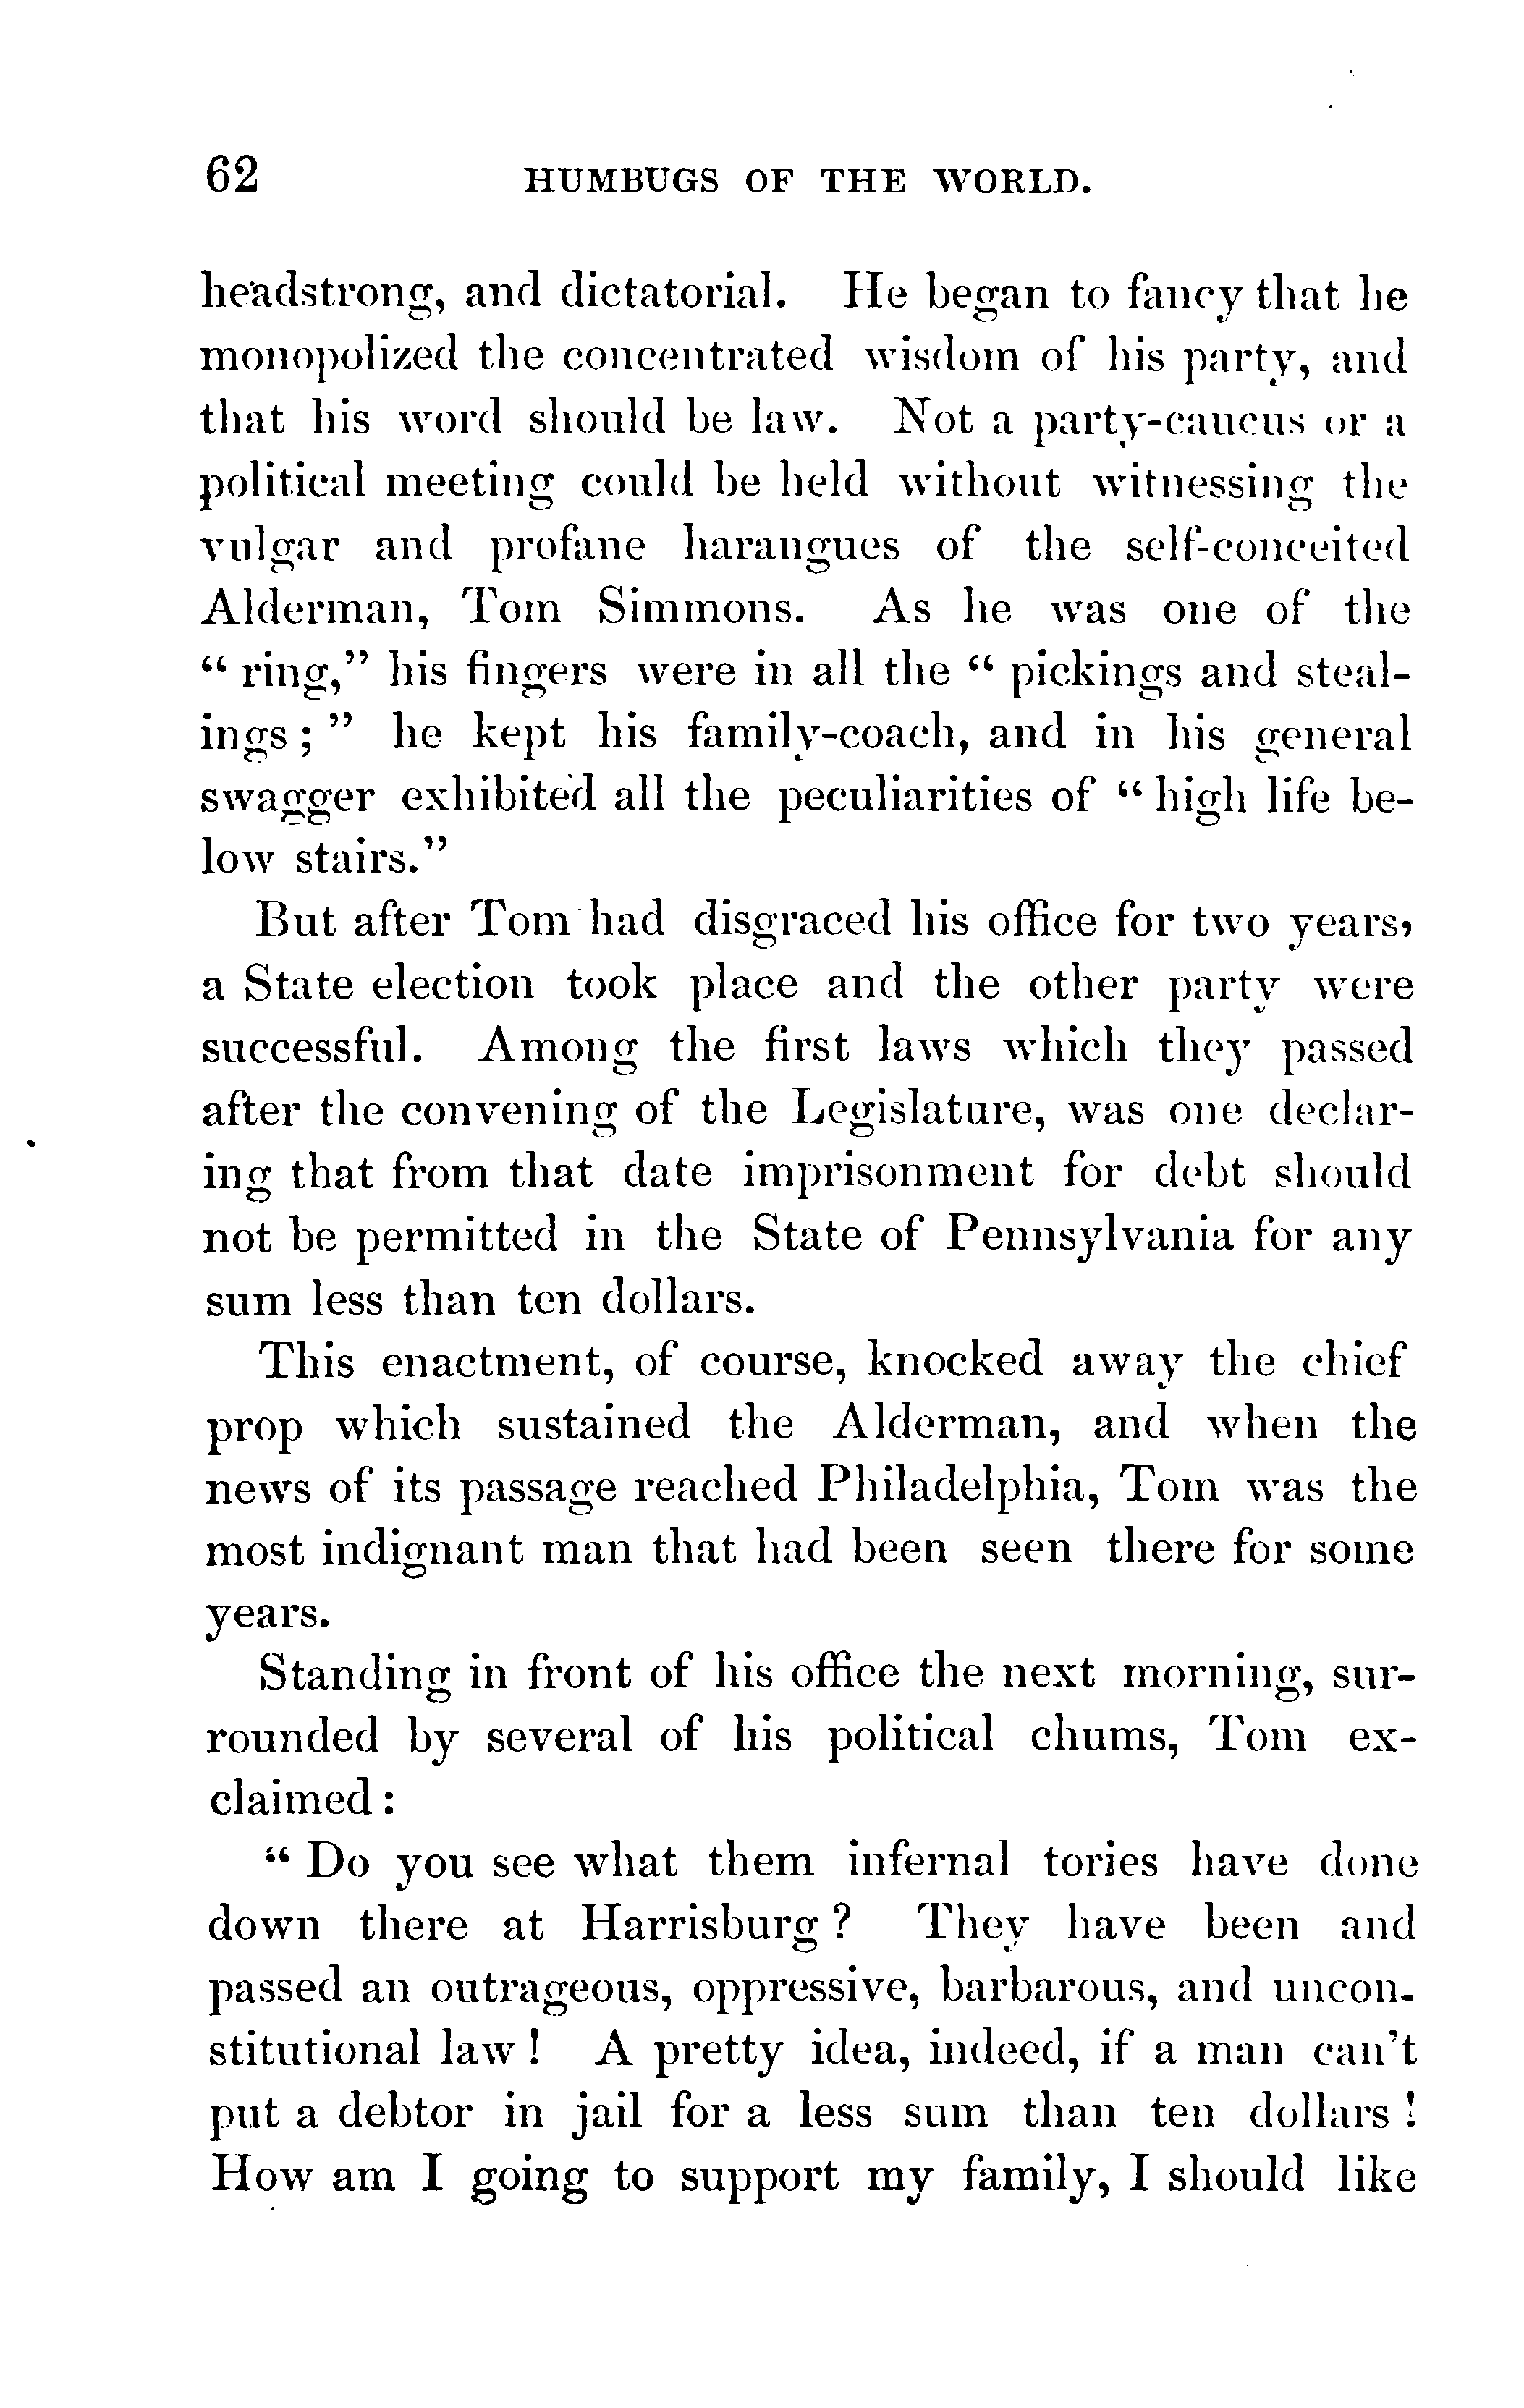 62 HUMBUGS OF THE WORLD.
headstrong, and dictatorial. He began to fancy that he
monopolized the concentrated wisdom of his party, and
that his word should be law. Not a party-caucus or a
political meeting could be held without witnessing the
vulgar and profane harangues of the self-conceited
Alderman, Tom Simmons. As he was one of the
“ ring,” his fingers were in all the “ pickings and steal-
ings ; ” he kept his family-coach, and in his general
swagger exhibited all the peculiarities of “ high life be-
low stairs.”
But after Tom had disgraced his office for two years,
a State election took place and the other party were
successful. Among the first laws which they passed
after the convening of the Legislature, was one declar-
ing that from that date imprisonment for debt should
not be permitted in the State of Pennsylvania for any
sum less than ten dollars.
This enactment, of course, knocked away the chief
prop which sustained the Alderman, and when the
news of its passage reached Philadelphia, Tom was the
most indignant man that had been seen there for some
years.
Standing in front of his office the next morning, sur-
rounded by several of his political chums, Tom ex-
claimed :
“ Do you see what them infernal tories have done
down there at Harrisburg ? They have been and
passed an outrageous, oppressive, barbarous, and uncon-
stitutional law ! A pretty idea, indeed, if a man can't
put a debtor in jail for a less sum than ten dollars !
How am I going to support my family, I should like